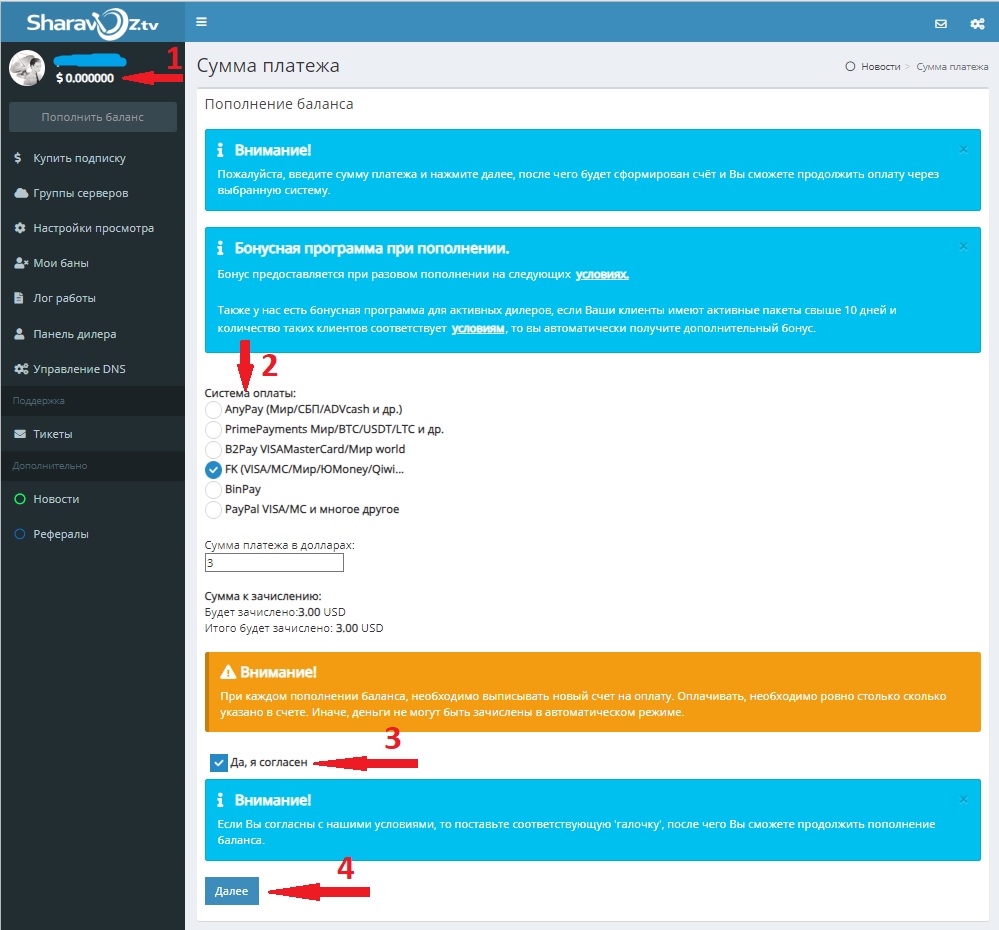 Sharavoz.tv
1
$ 0.000000
Пополнить баланс
Купить подписку
Группы серверов
Настройки просмотра
Мои баны
Лог работы
Панель дилера
Управление DNS
Поддержка
Тикеты
Дополнительно
Новости
Рефералы
Сумма платежа
Новости > Сумма платежа
Пополнение баланса
Внимание!
×
Пожалуйста, введите сумму платежа и нажмите далее, после чего будет сформирован счёт и Вы сможете продолжить оплату через
выбранную систему.
Бонусная программа при пополнении.
×
Бонус предоставляется при разовом пополнении на следующих условиях.
Также у нас есть бонусная программа для активных дилеров, если Ваши клиенты имеют активные пакеты свыше 10 дней и
количество таких клиентов соответствует условиям, то вы автоматически получите дополнительный бонус.
2
Система оплаты:
AnyPay (Мир/СБП/ADVcash и др.)
PrimePayments Мир/BTC/USDT/LTC и др.
B2Pay VISAMasterCard/Мир world
FK (VISA/MC/Мир/ЮMoney/Qiwi...
BinPay
PayPal VISA/MC и многое другое
Сумма платежа в долларах:
3
Сумма к зачислению:
Будет зачислено:3.00 USD
Итого будет зачислено: 3.00 USD
Внимание!
При каждом пополнении баланса, необходимо выписывать новый счет на оплату. Оплачивать, необходимо ровно столько сколько
указано в счете. Иначе, деньги не могут быть зачислены в автоматическом режиме.
3
Да, я согласен
Внимание!
×
Если Вы согласны с нашими условиями, то поставьте соответствующую 'галочку', после чего Вы сможете продолжить пополнение
баланса.
4
Далее